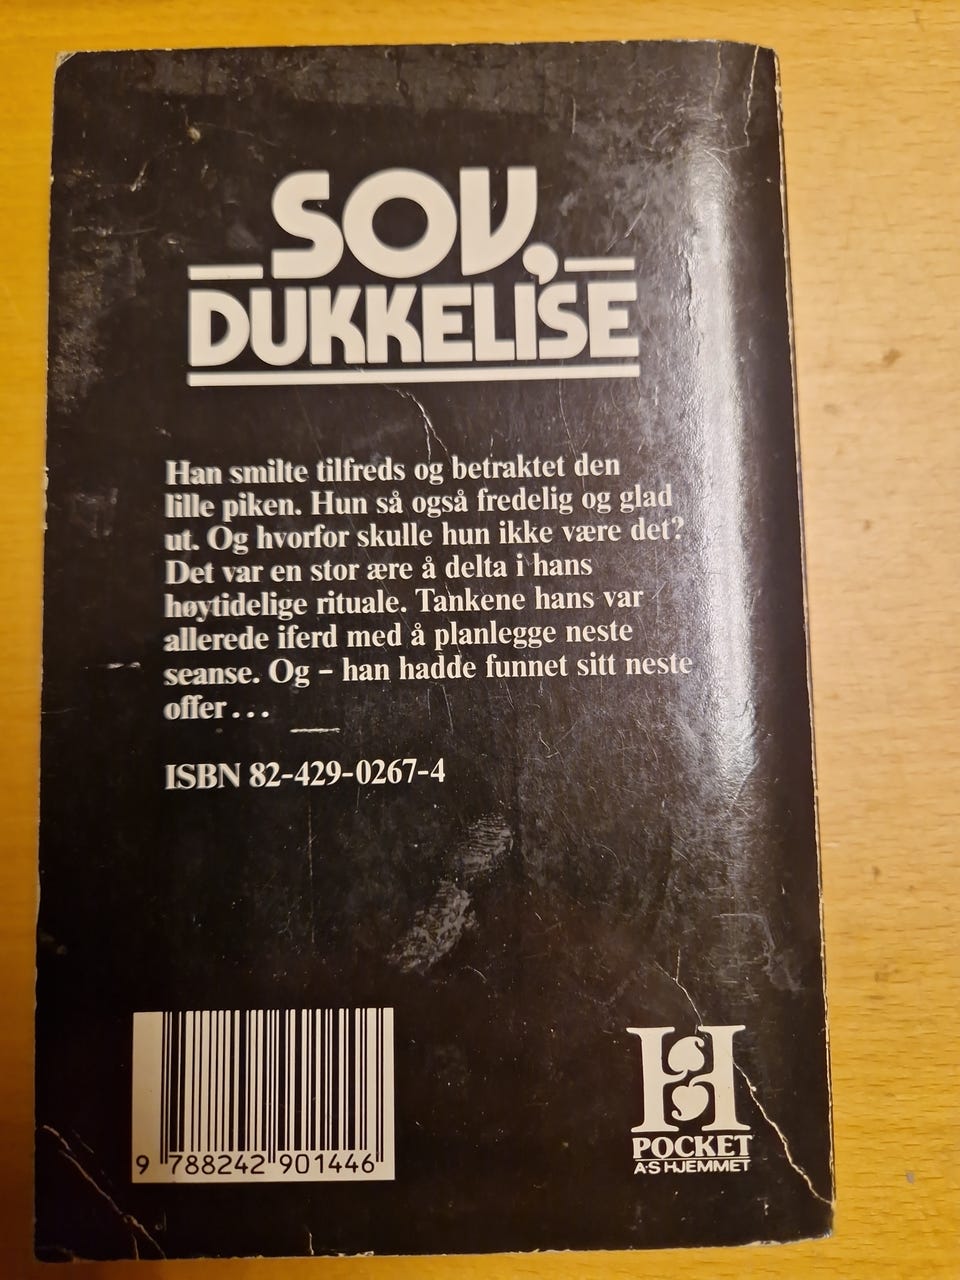 SOV,
DUKKELISE
Han smilte tilfreds og betraktet den
lille piken. Hun så også fredelig og glad
ut. Og hvorfor skulle hun ikke være det?
Det var en stor ære å delta i hans
høytidelige rituale. Tankene hans var
allerede iferd med å planlegge neste
seanse. Og – han hadde funnet sitt neste
offer...
ISBN 82-429-0267-4
9 788242 901446
H
POCKET
A·S HJEMMET